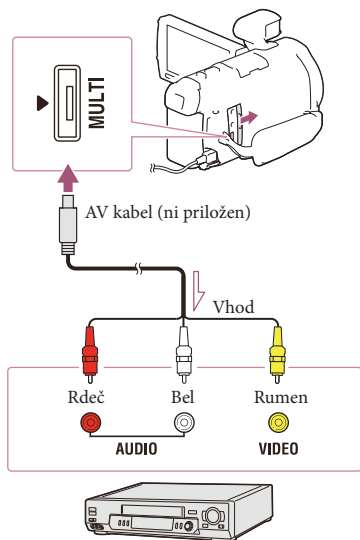 MULTI
AV kabel (ni priložen)
Vhod
Rdeč Bel Rumen
AUDIO VIDEO